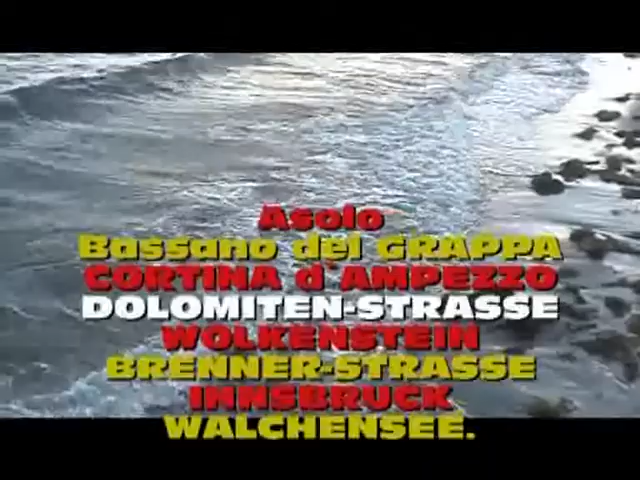 Asolo
Bassano del GRAPPA
CORTINA d'AMPEZZO
DOLOMITEN-STRASSE
WOLKENSTEIN
BRENNER-STRASSE
INNSBRUCK
WALCHENSEE.